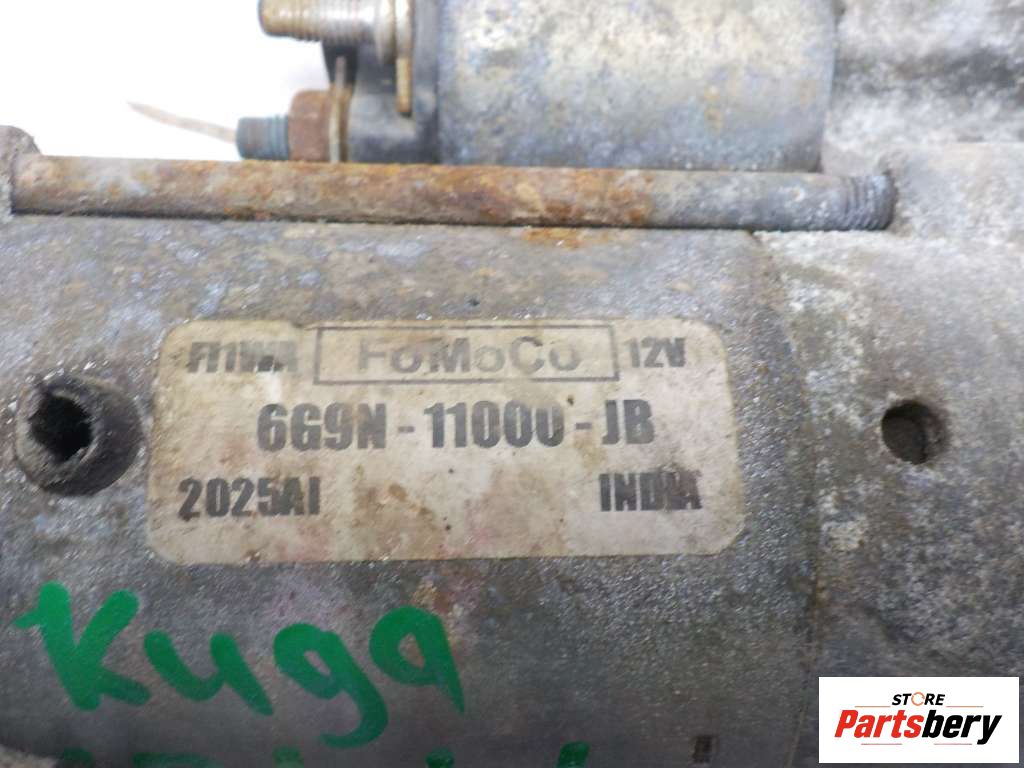 FoMoCo 12V
6G9N-11000-JB
2025AI INDIA
Kuga
STORE
Partsbery